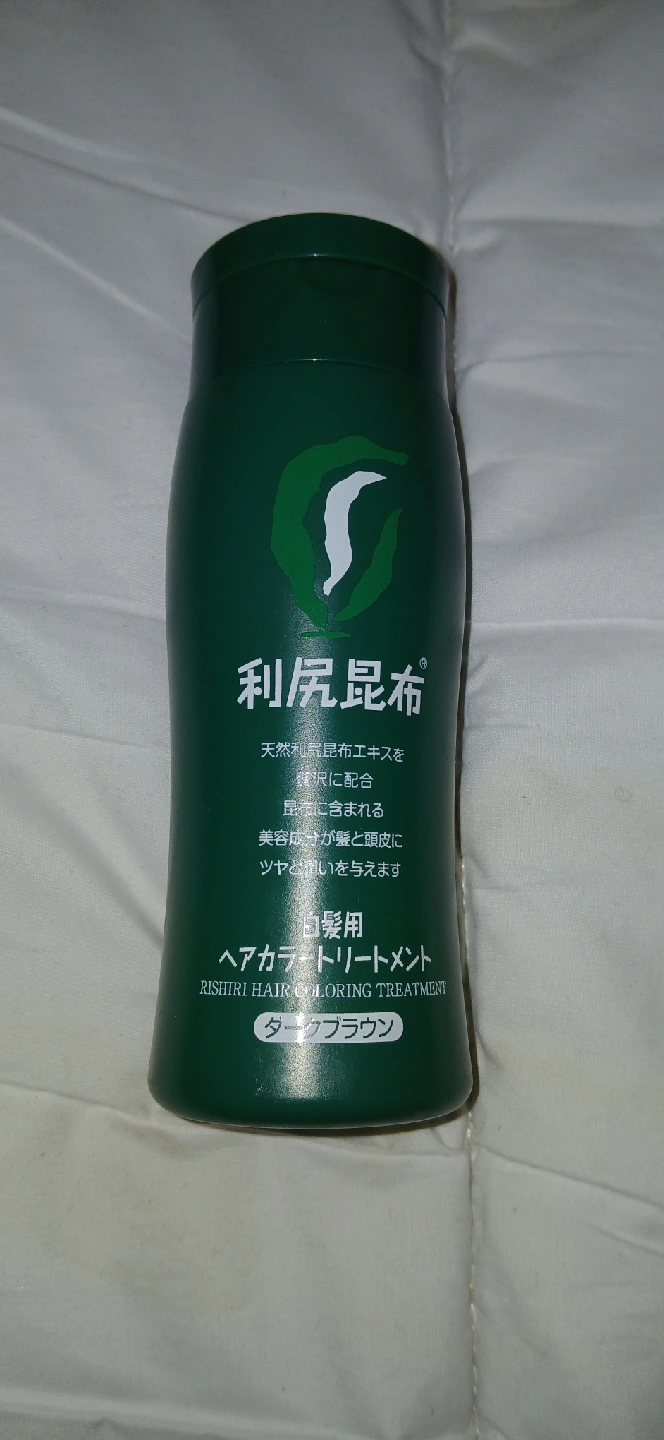 利尻昆布®
天然利尻昆布エキスを
贅沢に配合
昆布に含まれる
美容成分が髪と頭皮に
ツヤと潤いを与えます
白髪用
ヘアカラートリートメント
RISHIRI HAIR COLORING TREATMENT
ダークブラウン